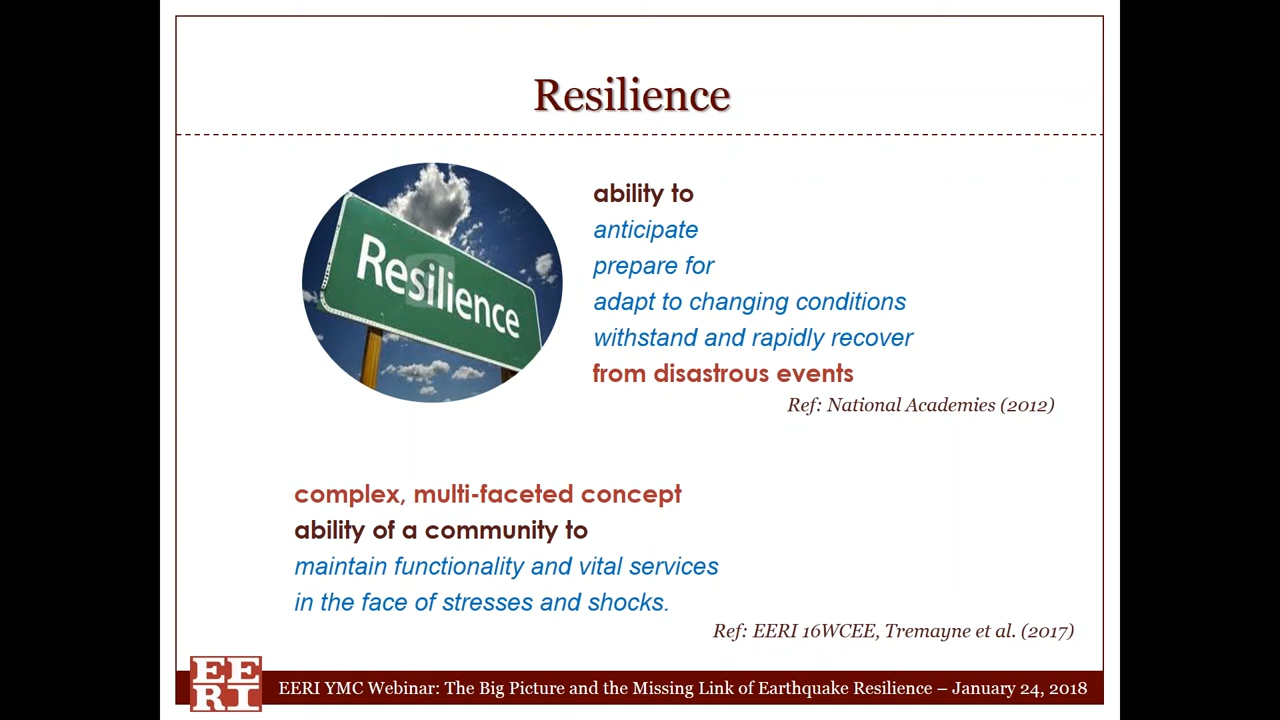 Resilience
Resilience
ability to
anticipate
prepare for
adapt to changing conditions
withstand and rapidly recover
from disastrous events
Ref: National Academies (2012)
complex, multi-faceted concept
ability of a community to
maintain functionality and vital services
in the face of stresses and shocks.
Ref: EERI 16WCEE, Tremayne et al. (2017)
EE
RI
EERI YMC Webinar: The Big Picture and the Missing Link of Earthquake Resilience – January 24, 2018